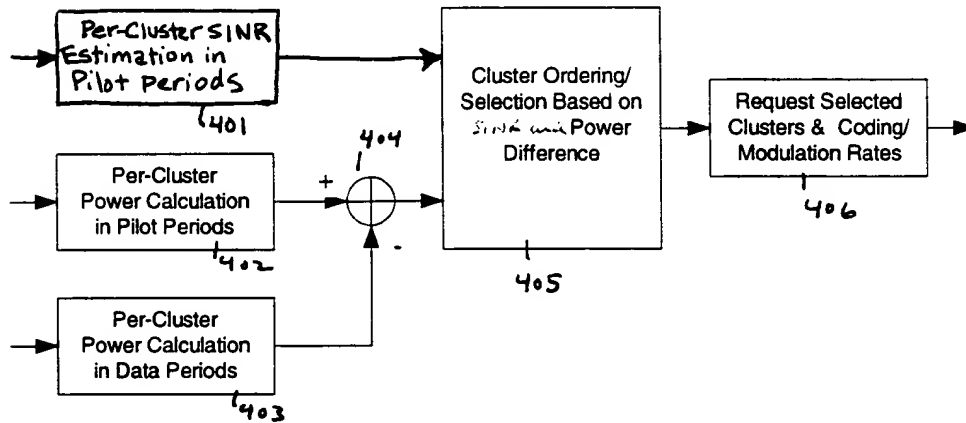 Per-Cluster SINR
Estimation in
Pilot periods
401
Per-Cluster
Power Calculation
in Pilot Periods
402
Per-Cluster
Power Calculation
in Data Periods
403
404
+
-
Cluster Ordering/
Selection Based on
SINR and Power
Difference
405
Request Selected
Clusters & Coding/
Modulation Rates
406